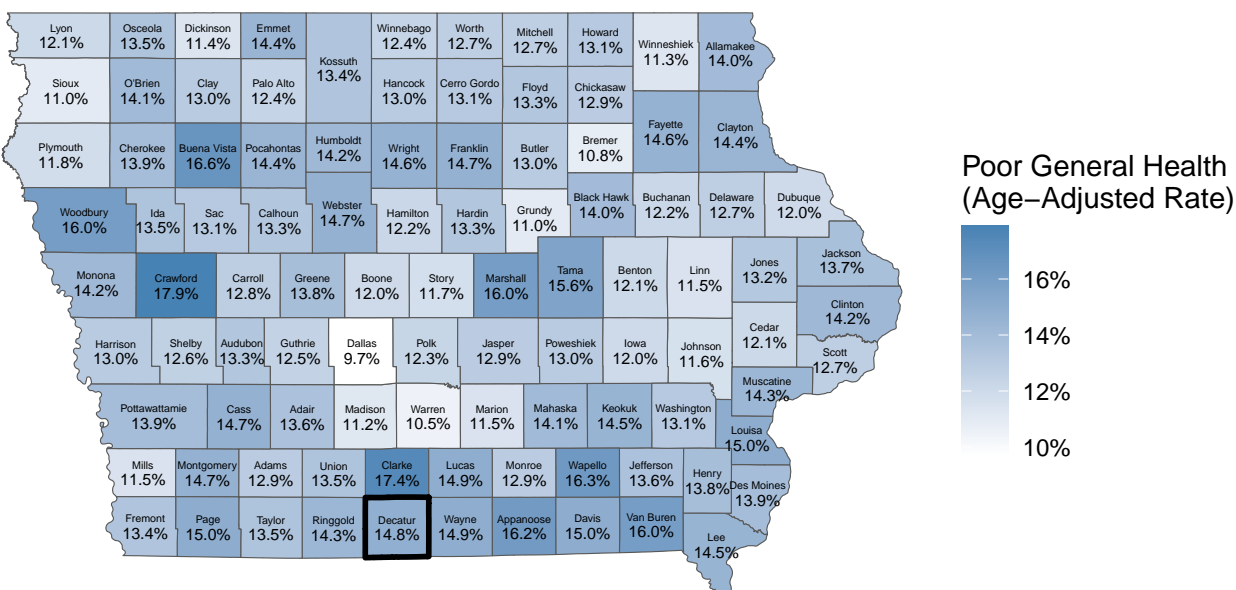 Lyon
12.1%
Osceola
13.5%
Dickinson
11.4%
Emmet
14.4%
Kossuth
13.4%
Winnebago
12.4%
Worth
12.7%
Mitchell
12.7%
Howard
13.1%
Winneshiek
11.3%
Allamakee
14.0%
Sioux
11.0%
O'Brien
14.1%
Clay
13.0%
Palo Alto
12.4%
Hancock
13.0%
Cerro Gordo
13.1%
Floyd
13.3%
Chickasaw
12.9%
Fayette
14.6%
Clayton
14.4%
Plymouth
11.8%
Cherokee
13.9%
Buena Vista
16.6%
Pocahontas
14.4%
Humboldt
14.2%
Wright
14.6%
Franklin
14.7%
Butler
13.0%
Bremer
10.8%
Woodbury
16.0%
Ida
13.5%
Sac
13.1%
Calhoun
13.3%
Webster
14.7%
Hamilton
12.2%
Hardin
13.3%
Grundy
11.0%
Black Hawk
14.0%
Buchanan
12.2%
Delaware
12.7%
Dubuque
12.0%
Monona
14.2%
Crawford
17.9%
Carroll
12.8%
Greene
13.8%
Boone
12.0%
Story
11.7%
Marshall
16.0%
Tama
15.6%
Benton
12.1%
Linn
11.5%
Jones
13.2%
Jackson
13.7%
Clinton
14.2%
Harrison
13.0%
Shelby
12.6%
Audubon
13.3%
Guthrie
12.5%
Dallas
9.7%
Polk
12.3%
Jasper
12.9%
Poweshiek
13.0%
Iowa
12.0%
Johnson
11.6%
Cedar
12.1%
Scott
12.7%
Muscatine
14.3%
Pottawattamie
13.9%
Cass
14.7%
Adair
13.6%
Madison
11.2%
Warren
10.5%
Marion
11.5%
Mahaska
14.1%
Keokuk
14.5%
Washington
13.1%
Louisa
15.0%
Mills
11.5%
Montgomery
14.7%
Adams
12.9%
Union
13.5%
Clarke
17.4%
Lucas
14.9%
Monroe
12.9%
Wapello
16.3%
Jefferson
13.6%
Henry
13.8%
Des Moines
13.9%
Fremont
13.4%
Page
15.0%
Taylor
13.5%
Ringgold
14.3%
Decatur
14.8%
Wayne
14.9%
Appanoose
16.2%
Davis
15.0%
Van Buren
16.0%
Lee
14.5%
Poor General Health
(Age−Adjusted Rate)
16%
14%
12%
10%